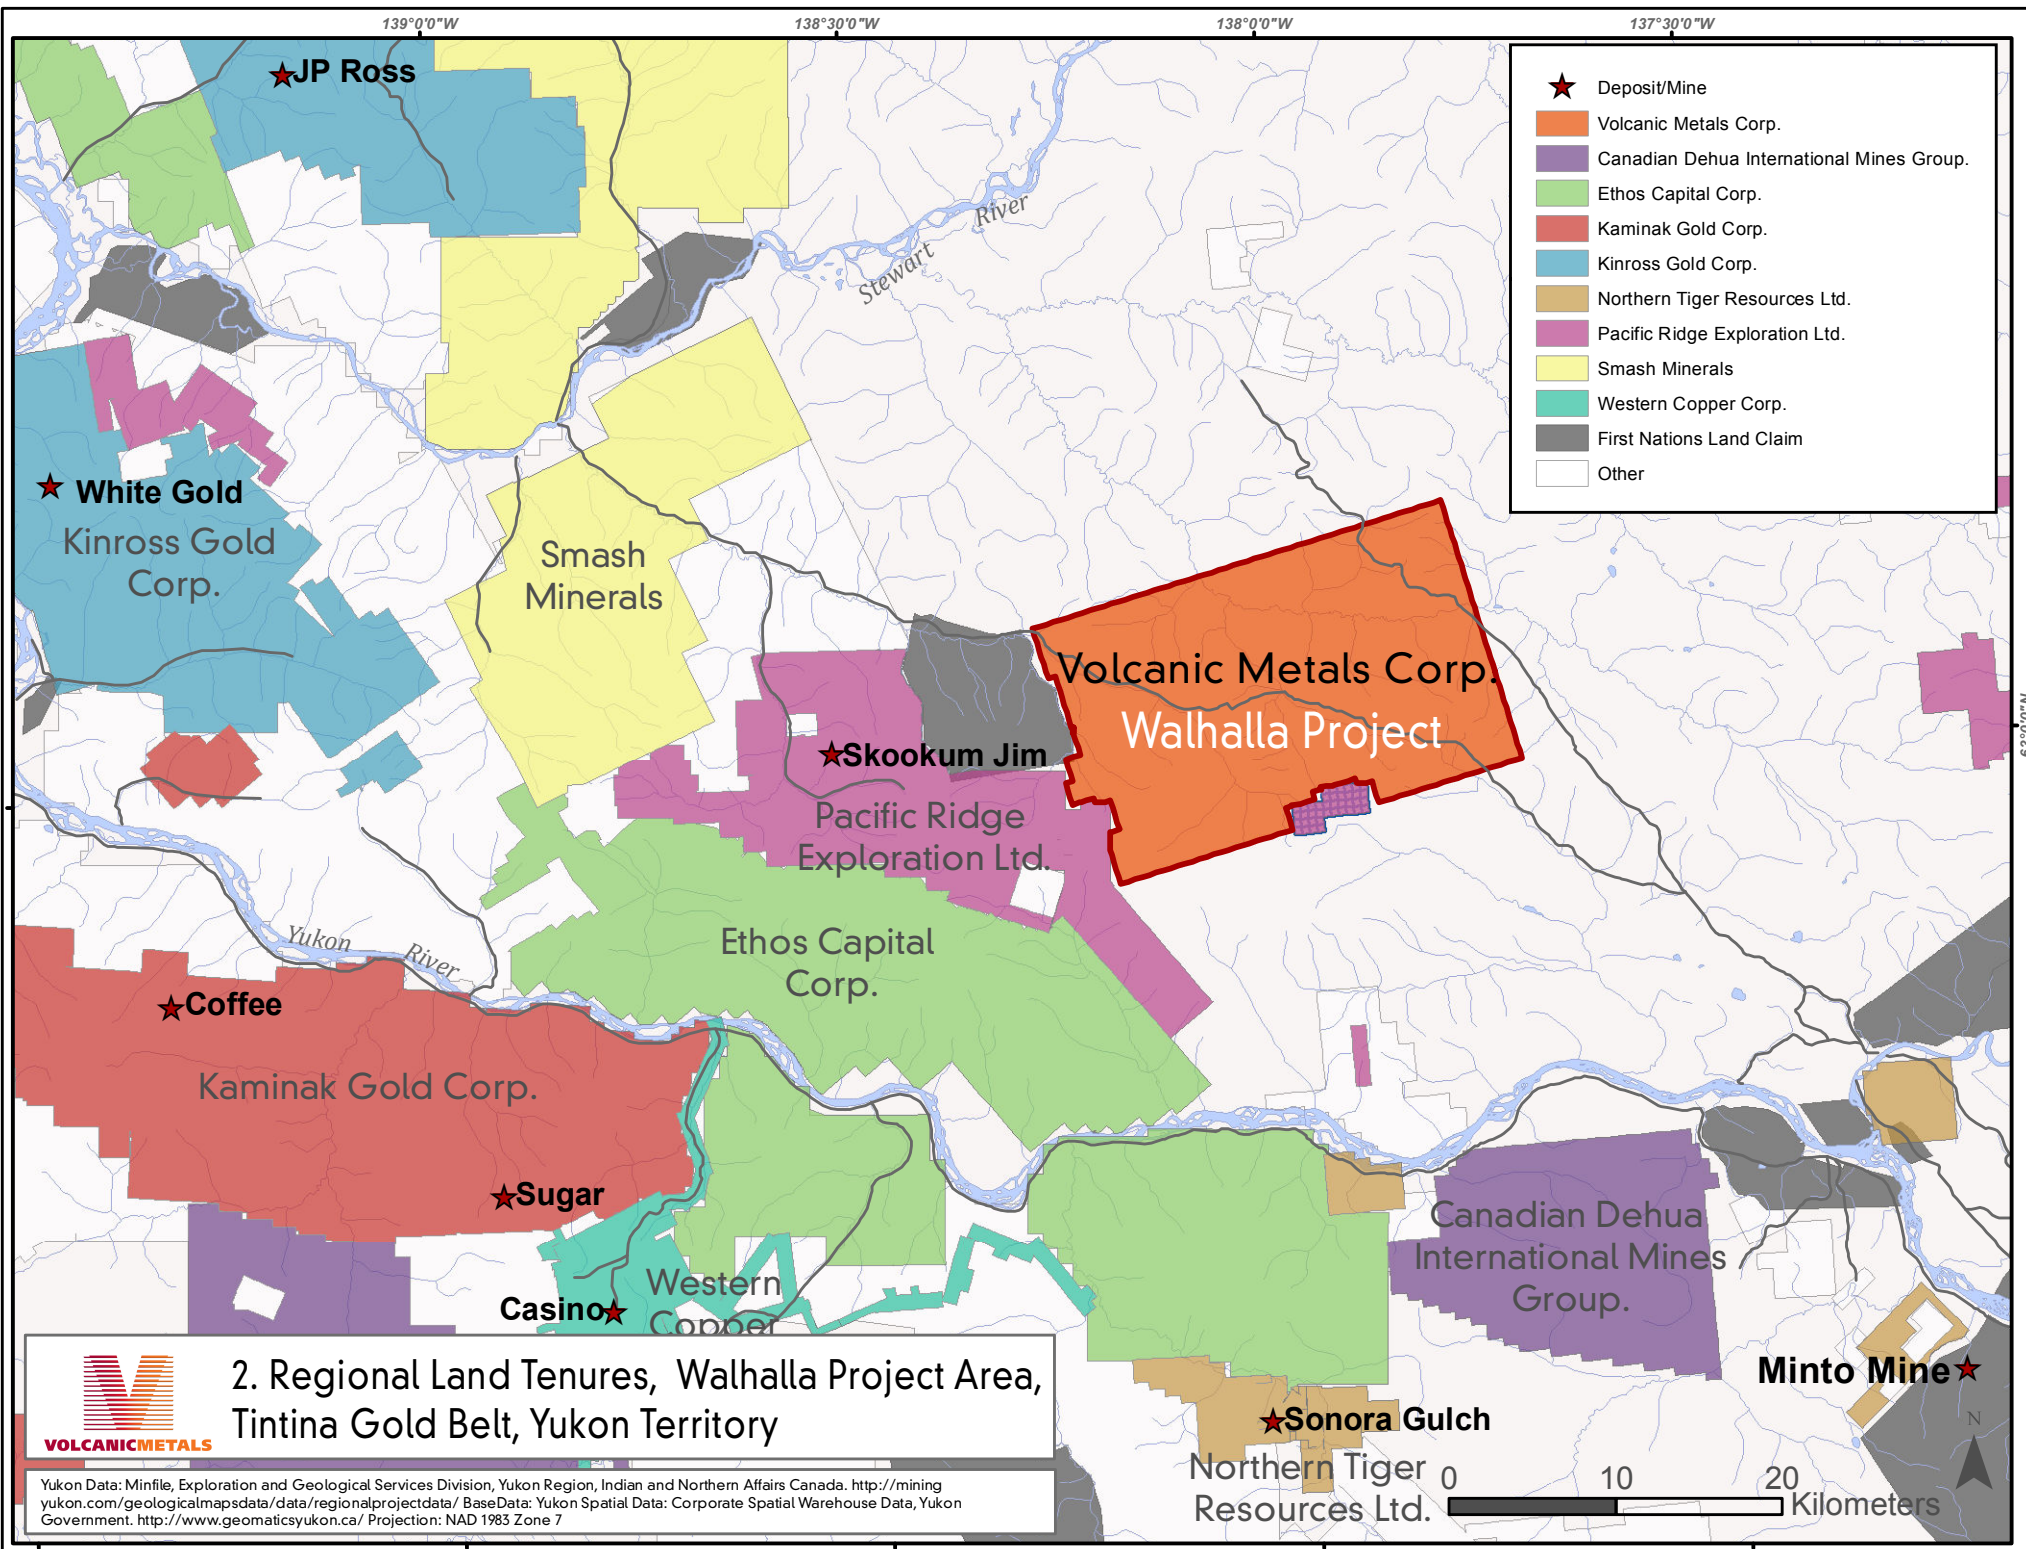 139°0'0"W
138°30'0"W
138°0'0"W
137°30'0"W
JP Ross
Deposit/Mine
Volcanic Metals Corp.
Canadian Dehua International Mines Group.
Ethos Capital Corp.
Kaminak Gold Corp.
Kinross Gold Corp.
Northern Tiger Resources Ltd.
Pacific Ridge Exploration Ltd.
Smash Minerals
Western Copper Corp.
First Nations Land Claim
Other
Stewart
River
White Gold
Kinross Gold
Corp.
Smash
Minerals
Volcanic Metals Corp.
Walhalla Project
Skookum Jim
Pacific Ridge
Exploration Ltd.
Ethos Capital
Corp.
Yukon
River
Coffee
Kaminak Gold Corp.
Sugar
Canadian Dehua
International Mines
Group.
Western
Copper
Casino
Minto Mine
Sonora Gulch
Northern Tiger
Resources Ltd.
N
0 10 20
Kilometers
VOLCANICMETALS
2. Regional Land Tenures, Walhalla Project Area,
Tintina Gold Belt, Yukon Territory
Yukon Data: Minfile, Exploration and Geological Services Division, Yukon Region, Indian and Northern Affairs Canada. http://mining
yukon.com/geologicalmapsdata/data/regionalprojectdata/ BaseData: Yukon Spatial Data: Corporate Spatial Warehouse Data, Yukon
Government. http://www.geomaticsyukon.ca/ Projection: NAD 1983 Zone 7